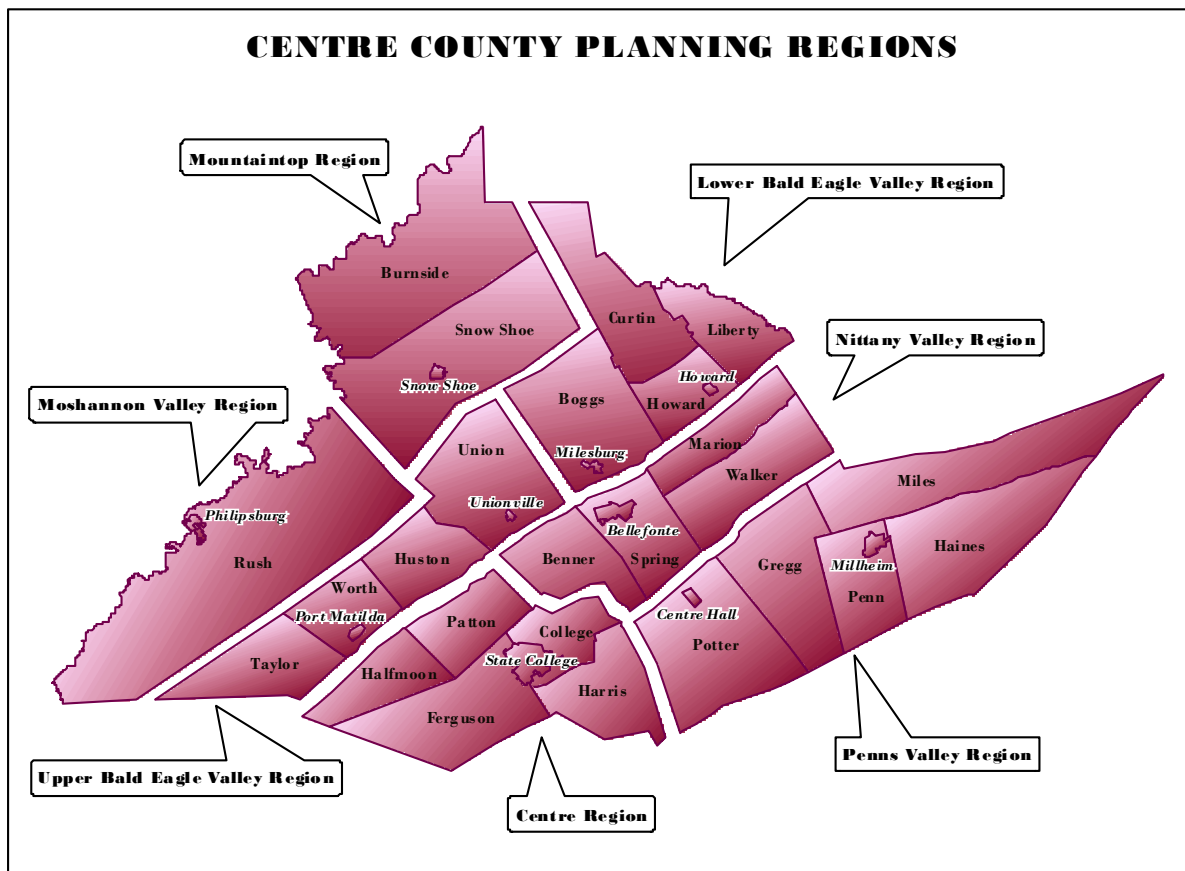 CENTRE COUNTY PLANNING REGIONS
Mountaintop Region
Lower Bald Eagle Valley Region
Burnside
Snow Shoe
Curtin
Liberty
Nittany Valley Region
Snow Shoe
Howard
Moshannon Valley Region
Boggs
Howard
Union
Marion
Milesburg
Walker
Miles
Unionville
Philipsburg
Bellefonte
Haines
Rush
Huston
Benner
Spring
Gregg
Millheim
Worth
Penn
Port Matilda
Centre Hall
Patton
College
Potter
Taylor
State College
Halfmoon
Harris
Ferguson
Penns Valley Region
Upper Bald Eagle Valley Region
Centre Region